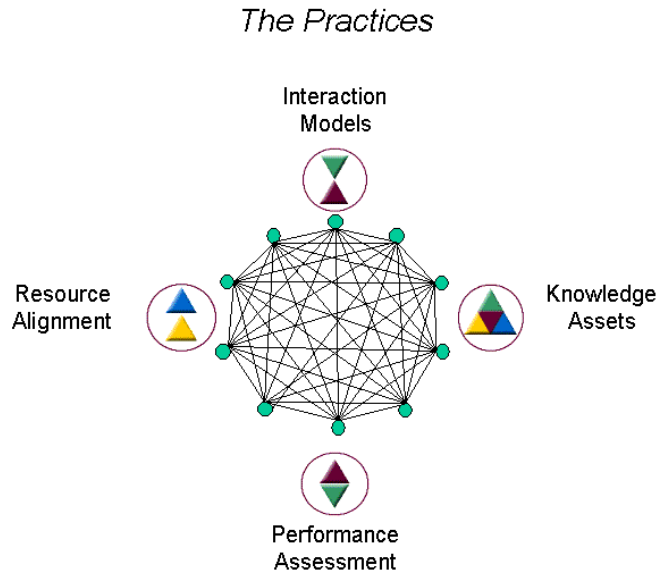 The Practices
Interaction
Models
Resource
Alignment
Knowledge
Assets
Performance
Assessment